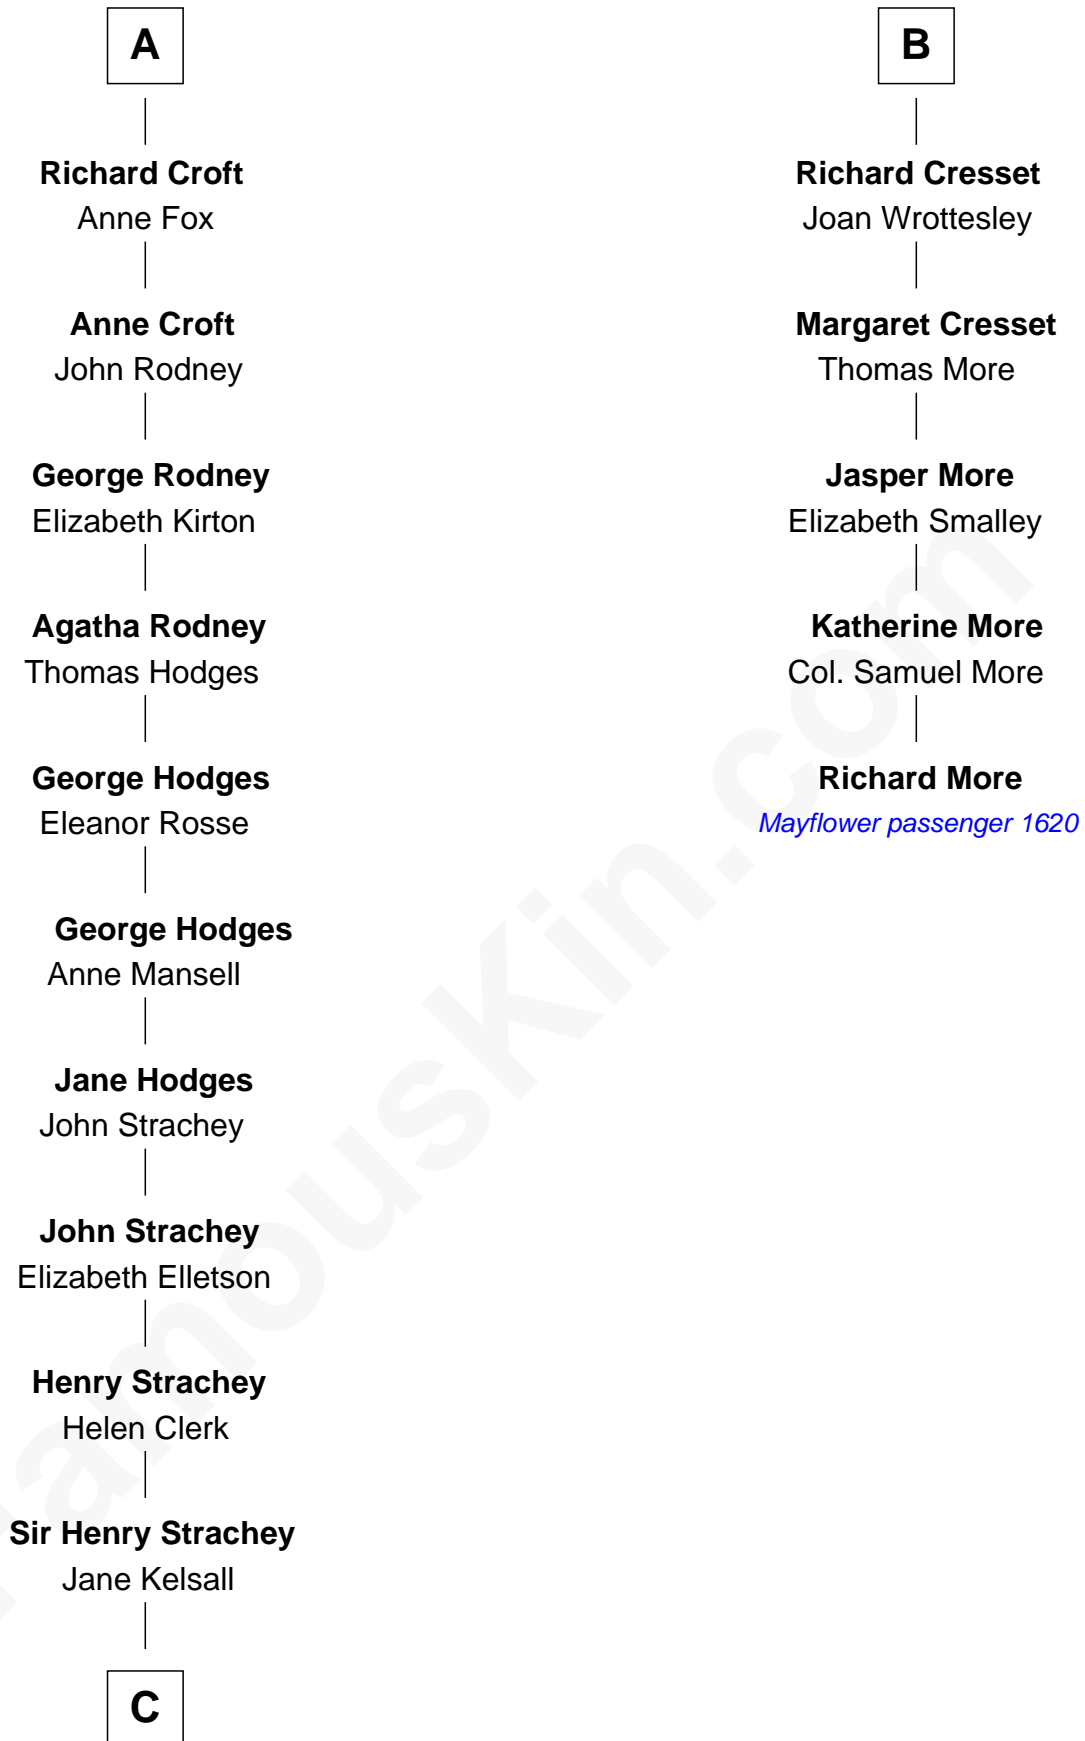 A
Richard Croft
Anne Fox
Anne Croft
John Rodney
George Rodney
Elizabeth Kirton
Agatha Rodney
Thomas Hodges
George Hodges
Eleanor Rosse
George Hodges
Anne Mansell
Jane Hodges
John Strachey
John Strachey
Elizabeth Elletson
Henry Strachey
Helen Clerk
Sir Henry Strachey
Jane Kelsall
C
B
Richard Cresset
Joan Wrottesley
Margaret Cresset
Thomas More
Jasper More
Elizabeth Smalley
Katherine More
Col. Samuel More
Richard More
Mayflower passenger 1620
FamousKin.com